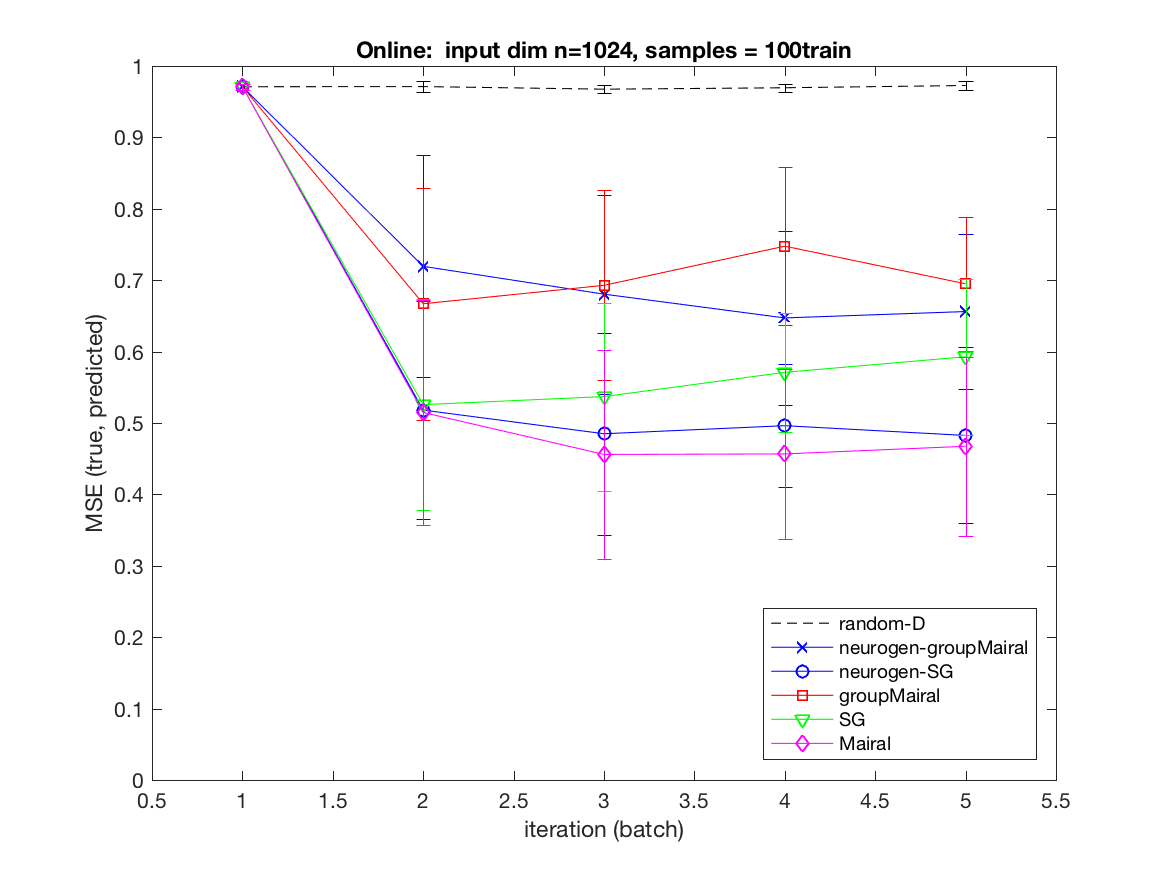 Online:  input dim n=1024, samples = 100train
MSE (true, predicted)
1
0.9
0.8
0.7
0.6
0.5
0.4
0.3
0.2
0.1
0
0.5 1 1.5 2 2.5 3 3.5 4 4.5 5 5.5
iteration (batch)
random-D
neurogen-groupMairal
neurogen-SG
groupMairal
SG
Mairal